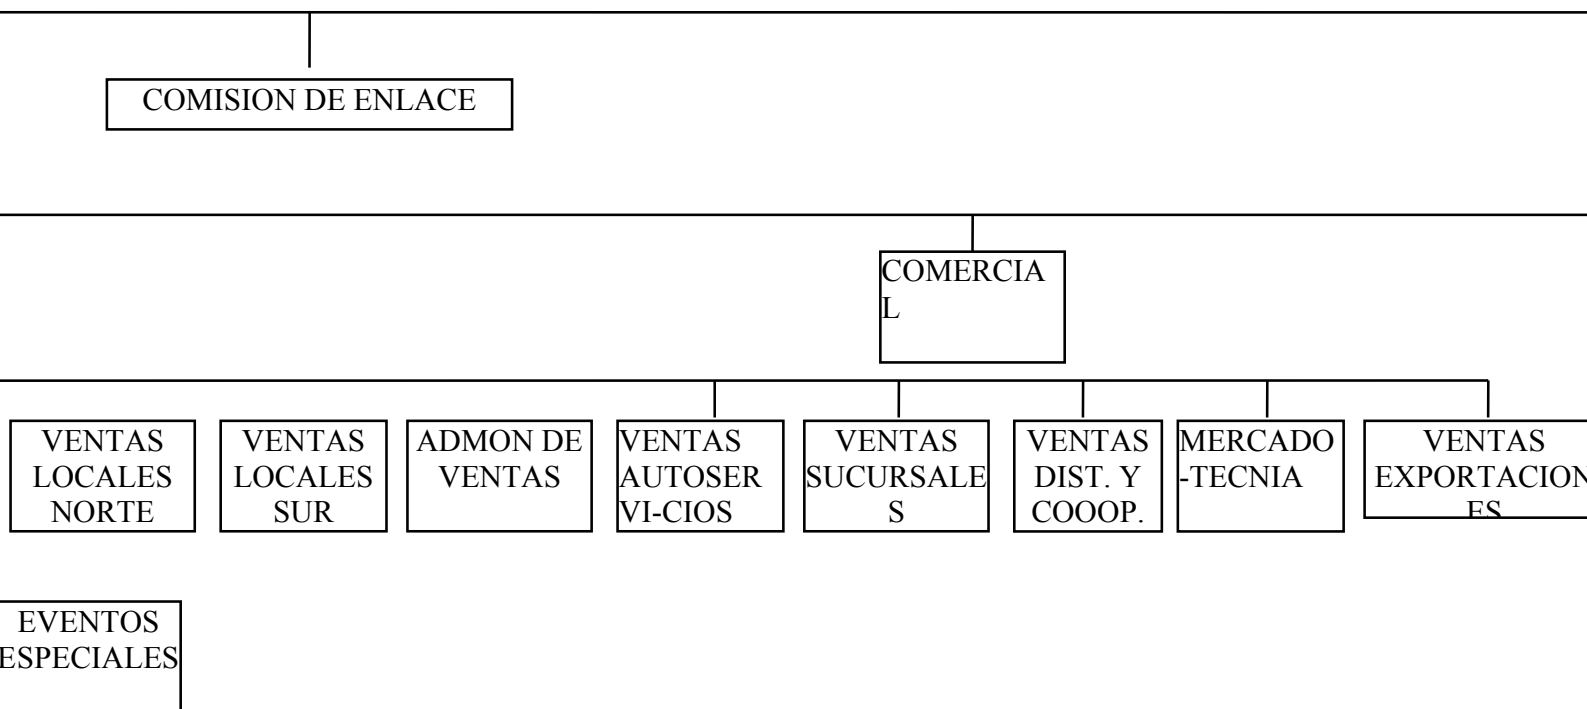 COMISION DE ENLACE
COMERCIA
L
VENTAS
LOCALES
NORTE
VENTAS
LOCALES
SUR
ADMON DE
VENTAS
VENTAS
AUTOSER
VI-CIOS
VENTAS
SUCURSALE
S
VENTAS
DIST. Y
COOOP.
MERCADO
-TECNIA
VENTAS
EXPORTACION
ES
EVENTOS
ESPECIALES